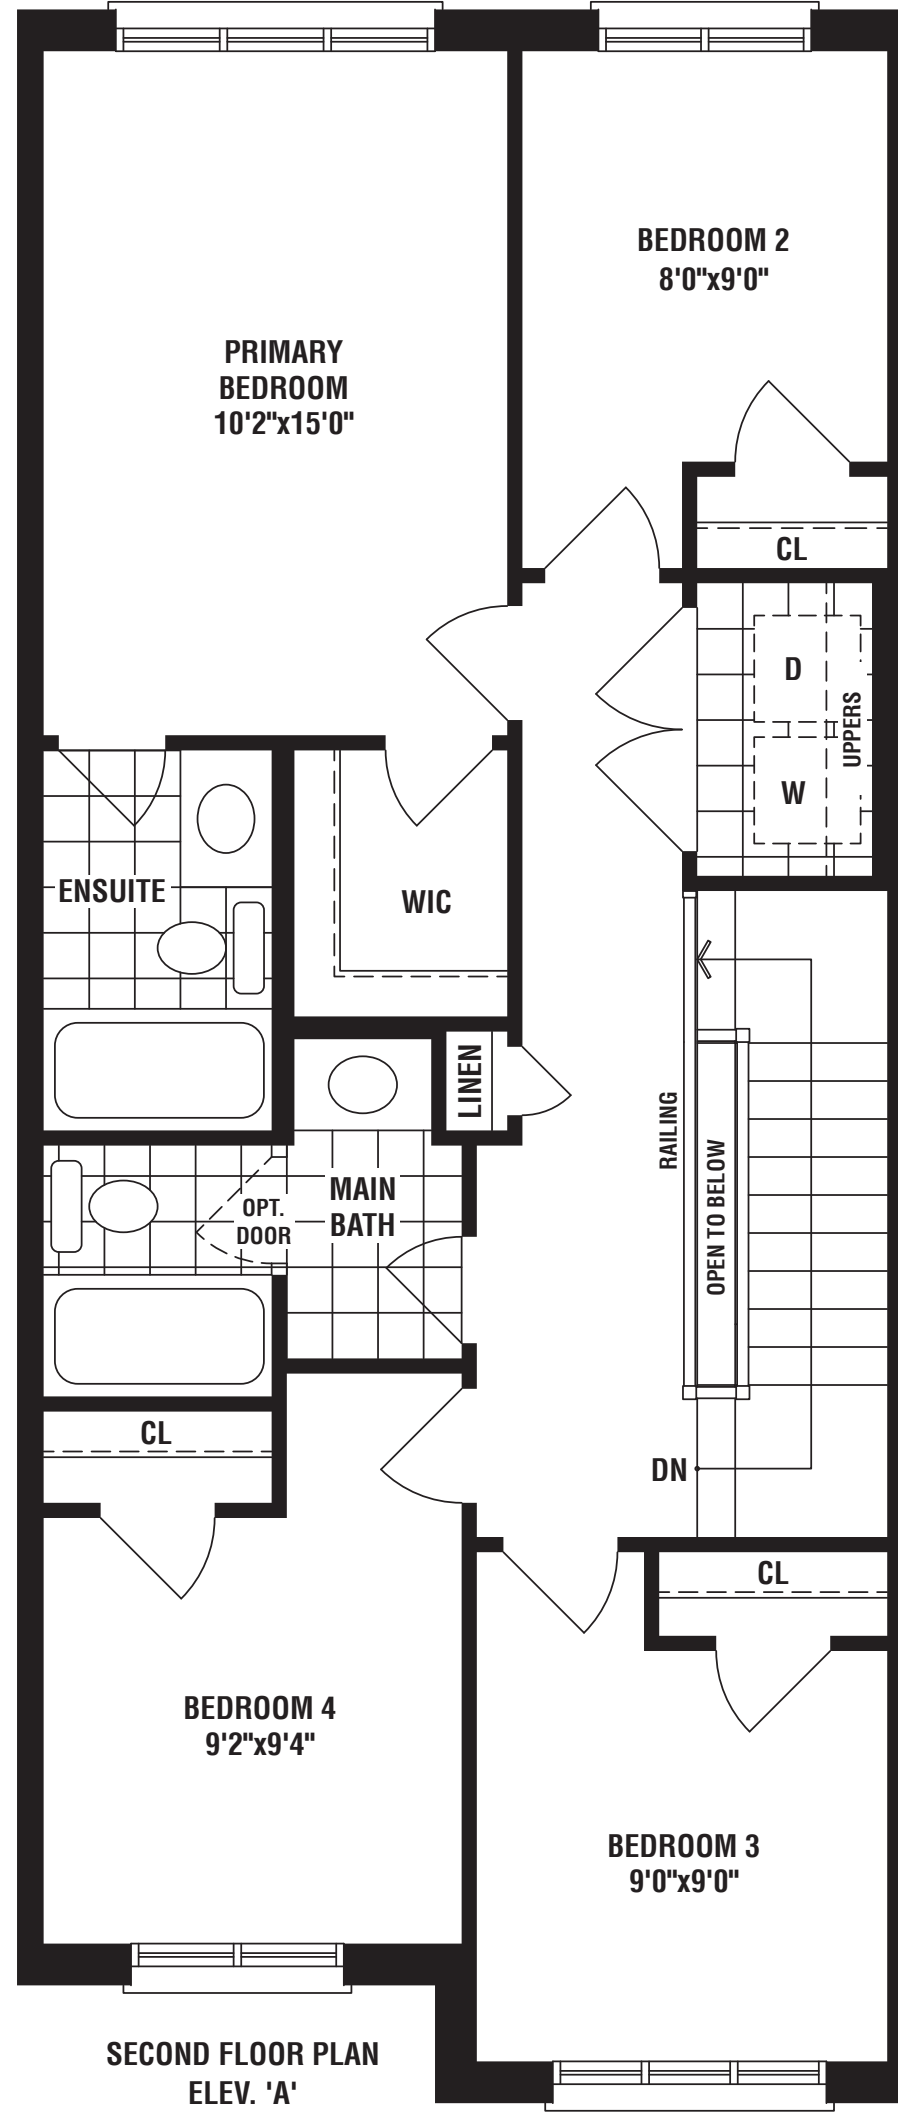 BEDROOM 2
8'0"x9'0"
PRIMARY
BEDROOM
10'2"x15'0"
CL
D
W
UPPERS
ENSUITE
WIC
LINEN
RAILING
OPEN TO BELOW
MAIN
BATH
OPT.
DOOR
CL
DN
CL
BEDROOM 4
9'2"x9'4"
BEDROOM 3
9'0"x9'0"
SECOND FLOOR PLAN
ELEV. 'A'